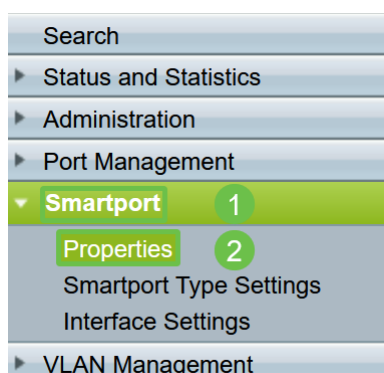 Search
Status and Statistics
Administration
Port Management
Smartport 1
Properties 2
Smartport Type Settings
Interface Settings
VLAN Management